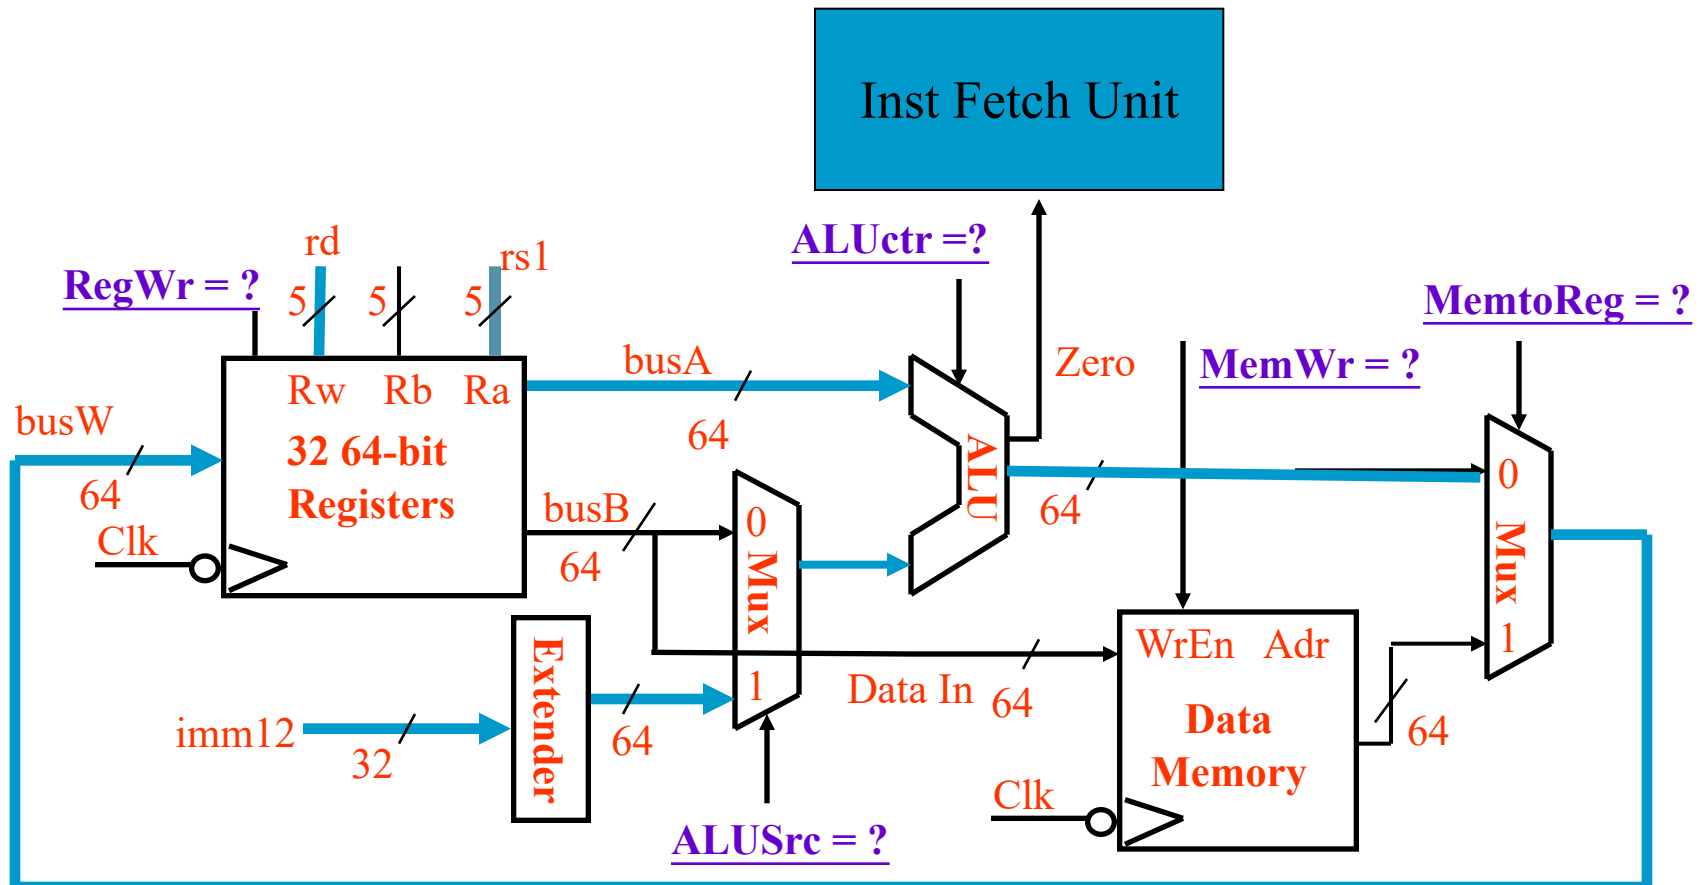 Inst Fetch Unit
rd
rs1
ALUctr =?
RegWr = ?
5
5
5
MemtoReg = ?
busA
Zero
MemWr = ?
Rw
Rb
Ra
busW
64
32 64-bit
Registers
ALU
0
64
busB
0
64
Clk
64
Mux
Mux
1
Extender
WrEn
Adr
1
Data In
64
imm12
32
64
Data
Memory
64
Clk
ALUSrc = ?